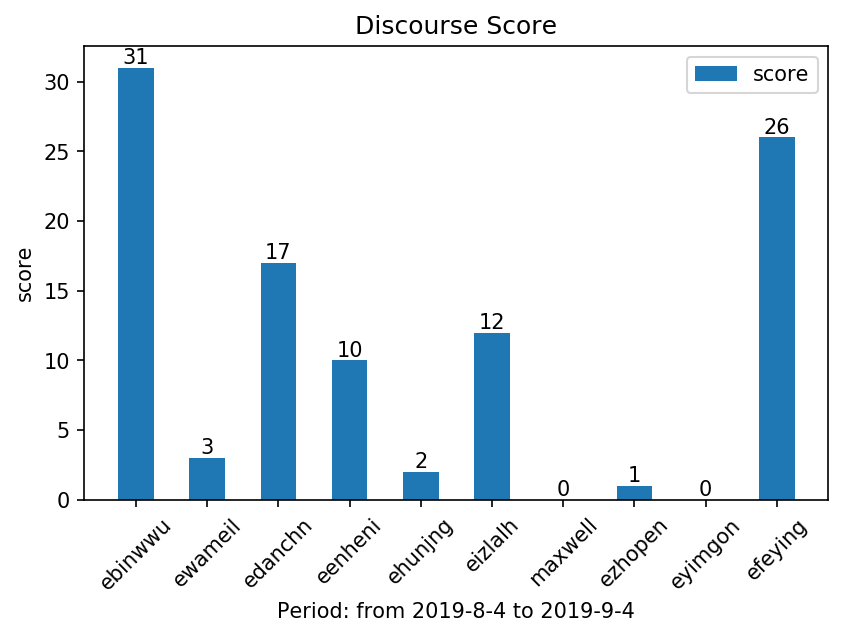 Discourse Score
score
31
3
17
10
2
12
0
1
0
26
30
25
20
15
10
5
0
score
ebinwwu
ewameil
edanchn
eenheni
ehunjng
eizlalh
maxwell
ezhopen
eyimgon
efeying
Period: from 2019-8-4 to 2019-9-4